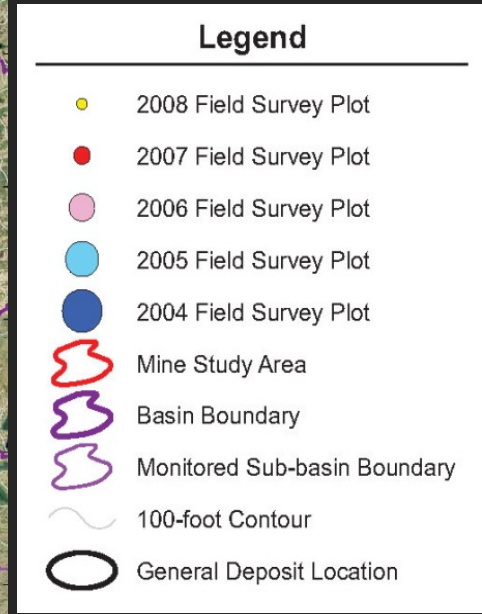 Legend
2008 Field Survey Plot
2007 Field Survey Plot
2006 Field Survey Plot
2005 Field Survey Plot
2004 Field Survey Plot
Mine Study Area
Basin Boundary
Monitored Sub-basin Boundary
100-foot Contour
General Deposit Location